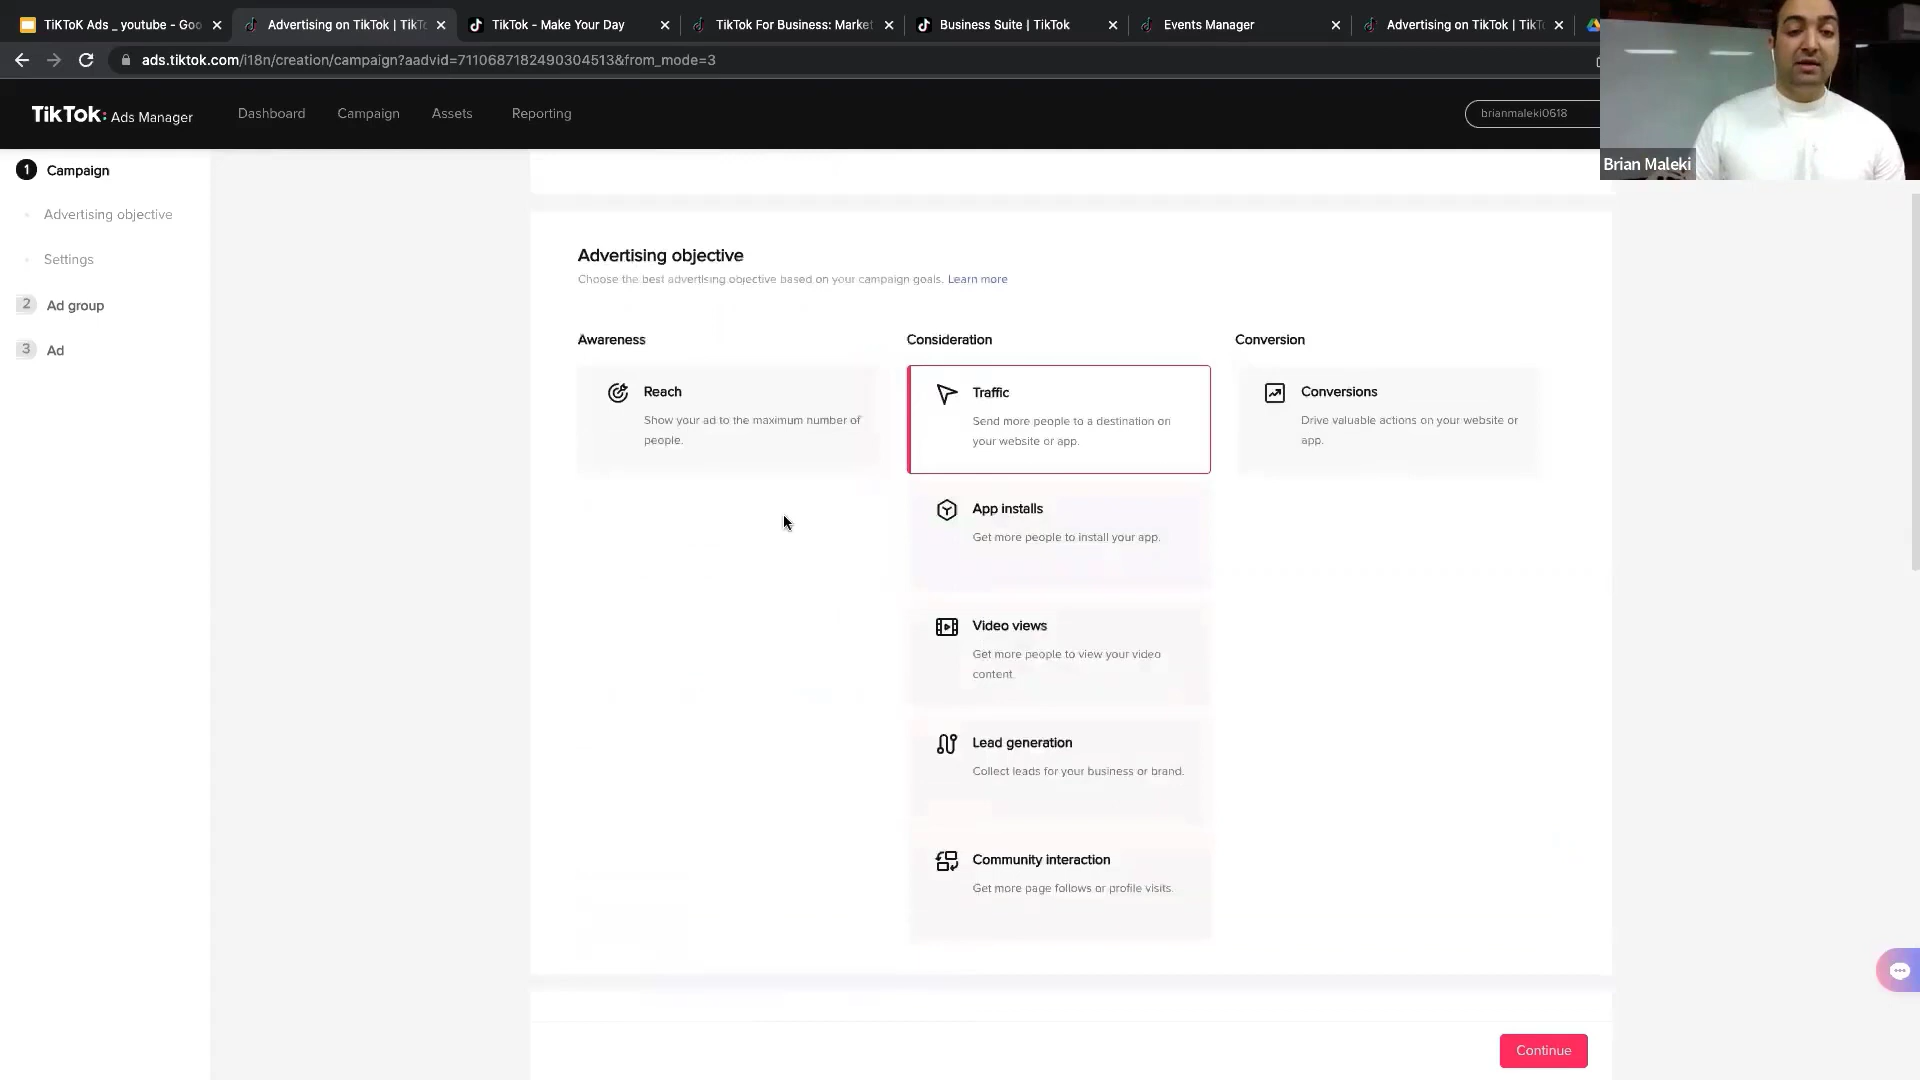 TiKToK Ads _ youtube - Goo
Advertising on TikTok | TikT
TikTok - Make Your Day
TikTok For Business: Market
Business Suite | TikTok
Events Manager
Advertising on TikTok | TikT
ads.tiktok.com/i18n/creation/campaign?aadvid=7110687182490304513&from_mode=3
TikTok: Ads Manager
Dashboard
Campaign
Assets
Reporting
brianmaleki0618
Brian Maleki
1 Campaign
Advertising objective
Settings
2 Ad group
3 Ad
Advertising objective
Choose the best advertising objective based on your campaign goals. Learn more
Awareness
Reach
Show your ad to the maximum number of
people.
Consideration
Traffic
Send more people to a destination on
your website or app.
App installs
Get more people to install your app.
Video views
Get more people to view your video
content.
Lead generation
Collect leads for your business or brand.
Community interaction
Get more page follows or profile visits.
Conversion
Conversions
Drive valuable actions on your website or
app.
Continue